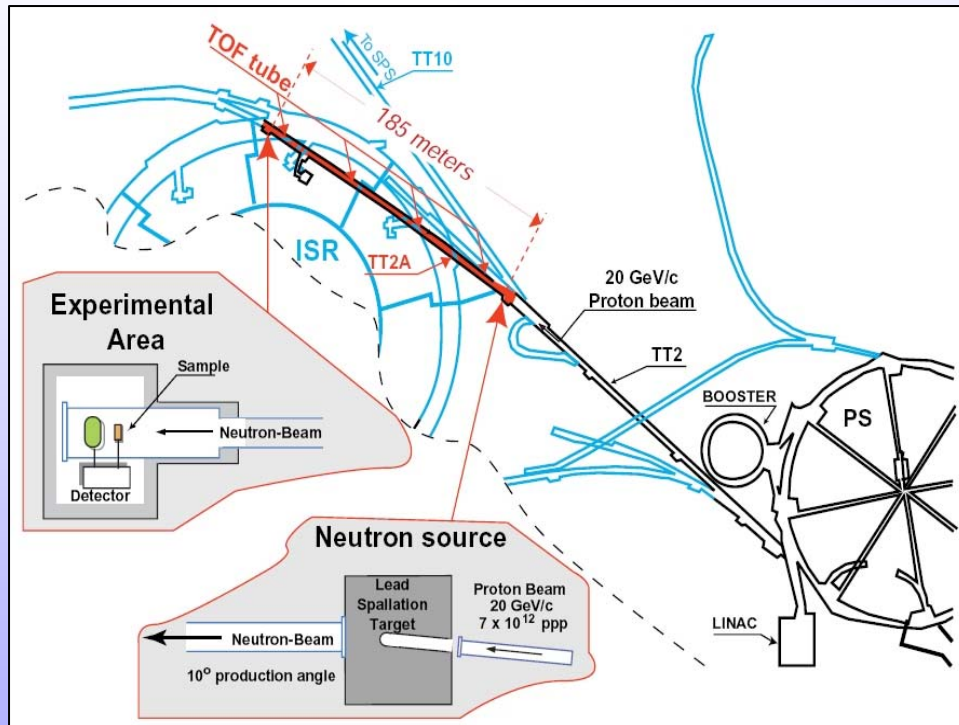 TOF tube
To SPS
TT10
185 meters
ISR
TT2A
20 GeV/c
Proton beam
TT2
BOOSTER
PS
LINAC
Experimental
Area
Sample
Neutron-Beam
Detector
Neutron source
Lead
Spallation
Target
Proton Beam
20 GeV/c
7 x 10¹² ppp
Neutron-Beam
10° production angle